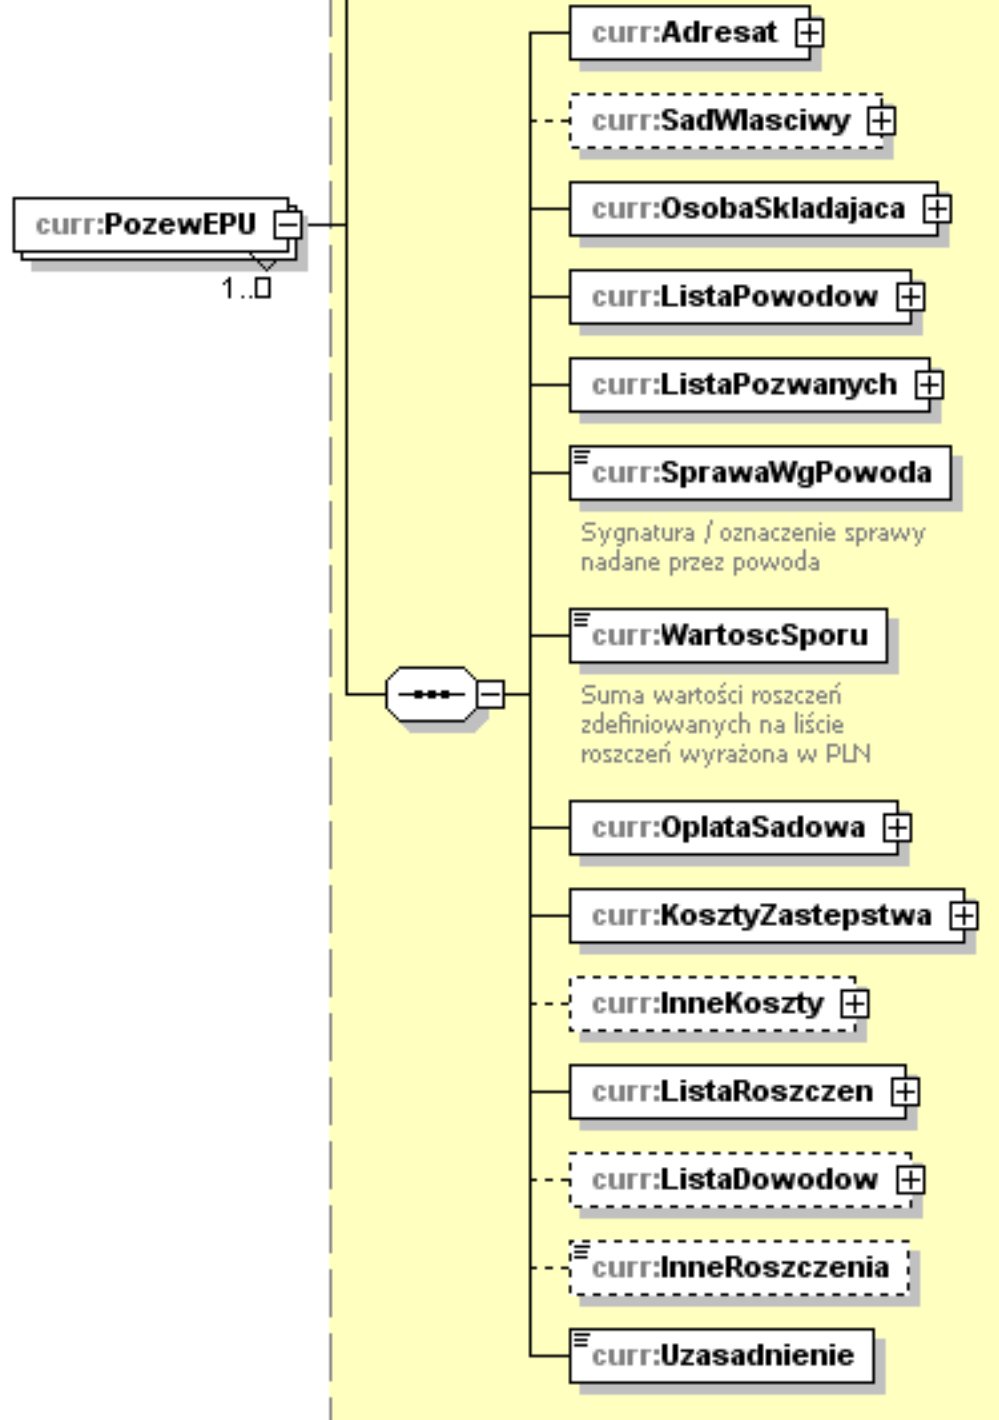 curr:Adresat
curr:SadWlasciwy
curr:PozewEPU
1..
curr:OsobaSkladajaca
curr:ListaPowodow
curr:ListaPozwanych
curr:SprawaWgPowoda
Sygnatura / oznaczenie sprawy
nadane przez powoda
curr:WartoscSporu
Suma wartości roszczeń
zdefiniowanych na liście
roszczeń wyrażona w PLN
curr:OplataSadowa
curr:KosztyZastepstwa
curr:InneKoszty
curr:ListaRoszczen
curr:ListaDowodow
curr:InneRoszczenia
curr:Uzasadnienie